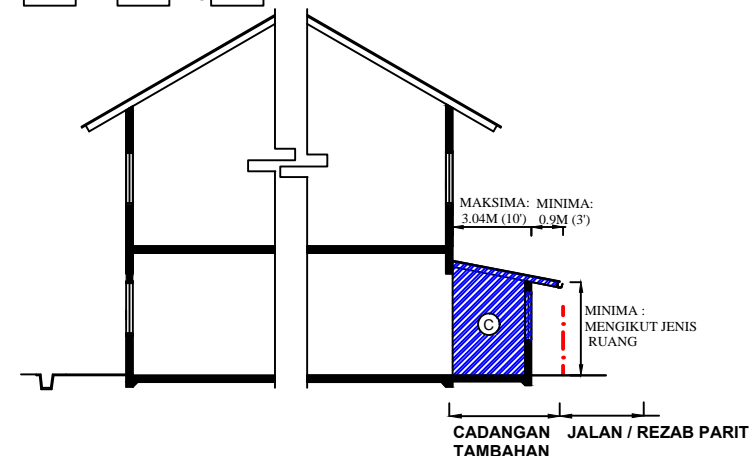 MAKSIMA: MINIMA:
3.04M (10') 0.9M (3')
MINIMA :
MENGIKUT JENIS
RUANG
C
CADANGAN JALAN / REZAB PARIT
TAMBAHAN